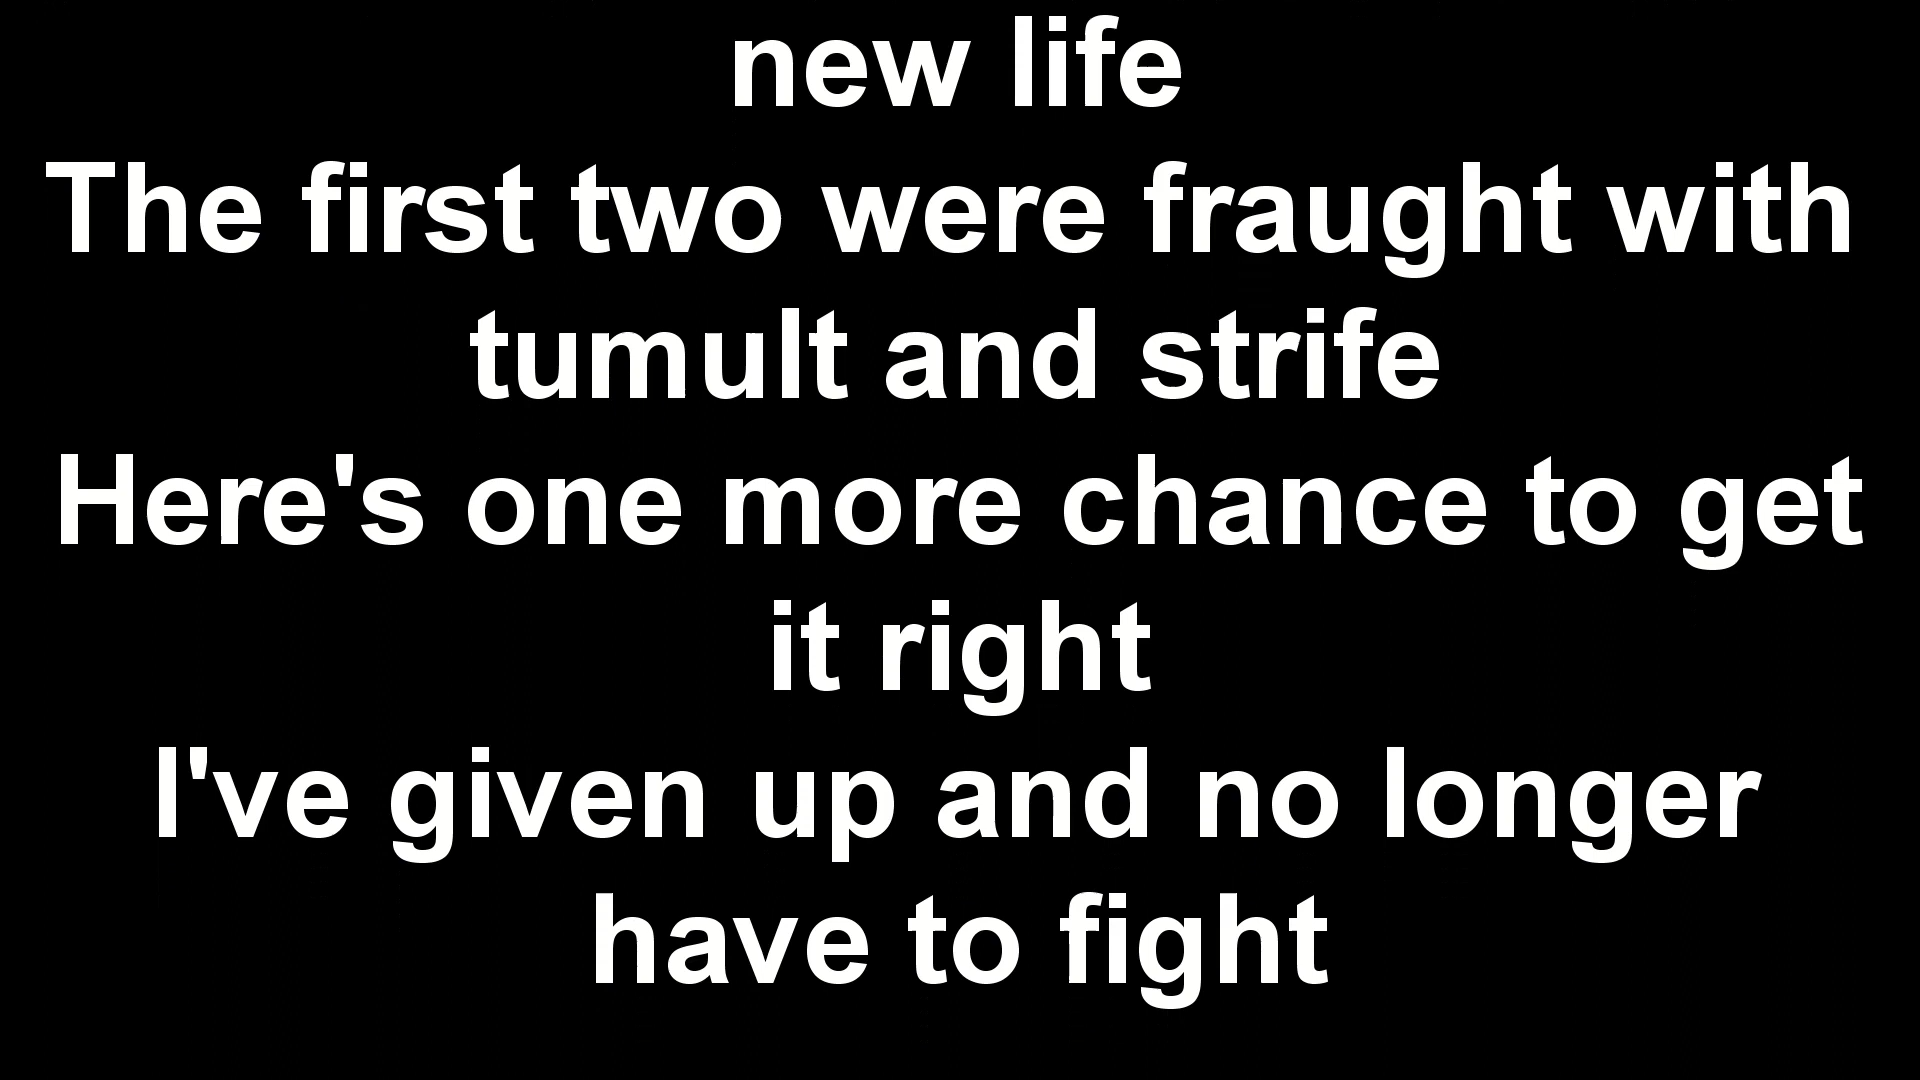 new life
The first two were fraught with
tumult and strife
Here's one more chance to get
it right
I've given up and no longer
have to fight